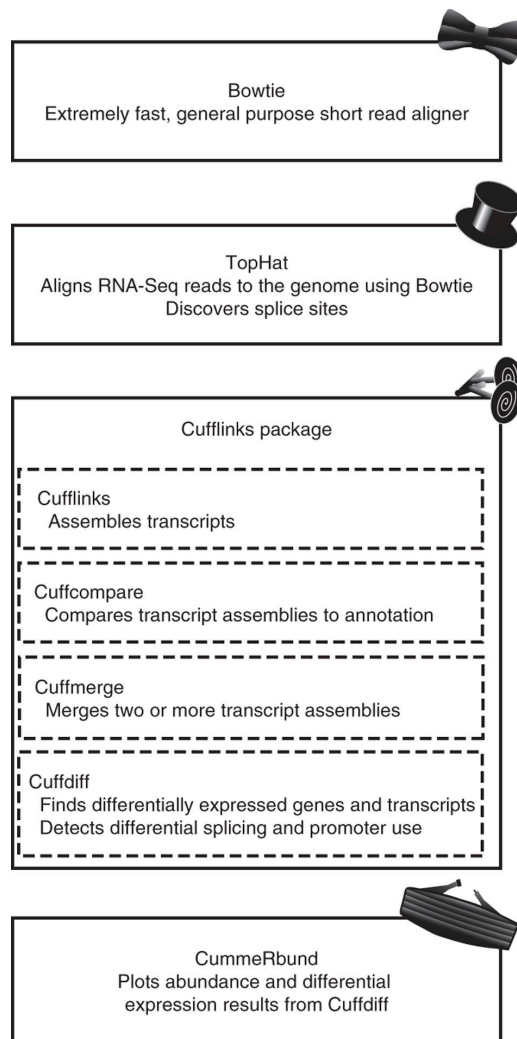 Bowtie
Extremely fast, general purpose short read aligner
TopHat
Aligns RNA-Seq reads to the genome using Bowtie
Discovers splice sites
Cufflinks package
Cufflinks
Assembles transcripts
Cuffcompare
Compares transcript assemblies to annotation
Cuffmerge
Merges two or more transcript assemblies
Cuffdiff
Finds differentially expressed genes and transcripts
Detects differential splicing and promoter use
CummeRbund
Plots abundance and differential
expression results from Cuffdiff